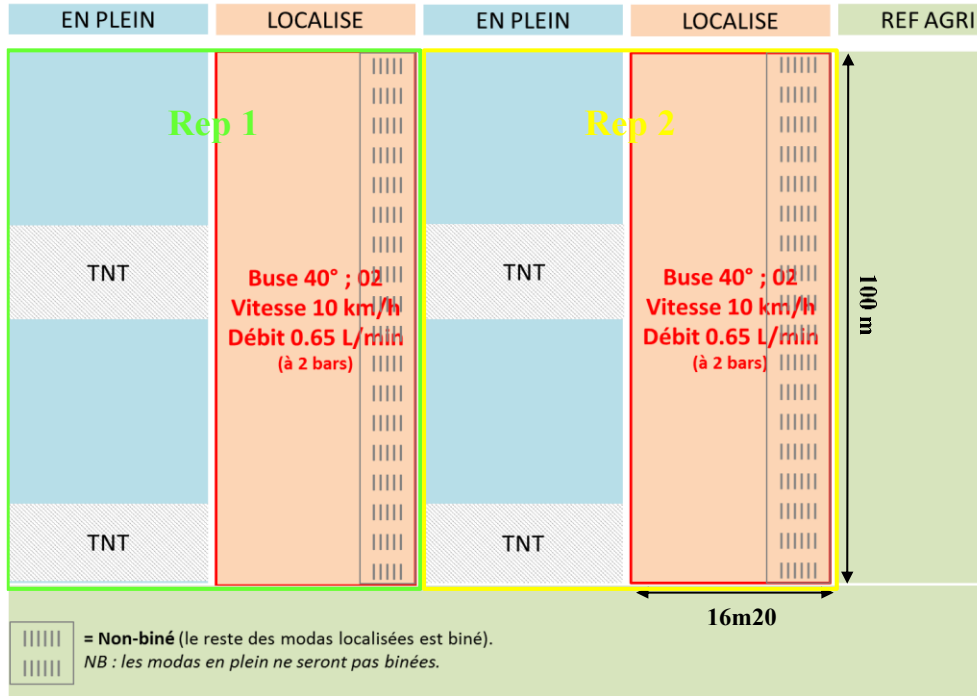 EN PLEIN
LOCALISE
EN PLEIN
LOCALISE
REF AGRI
Rep 1
Rep 2
TNT
Buse 40° ; 02
Vitesse 10 km/h
Débit 0.65 L/min
(à 2 bars)
TNT
Buse 40° ; 02
Vitesse 10 km/h
Débit 0.65 L/min
(à 2 bars)
100 m
TNT
TNT
16m20
= Non-biné (le reste des modas localisées est biné).
NB : les modas en plein ne seront pas binées.